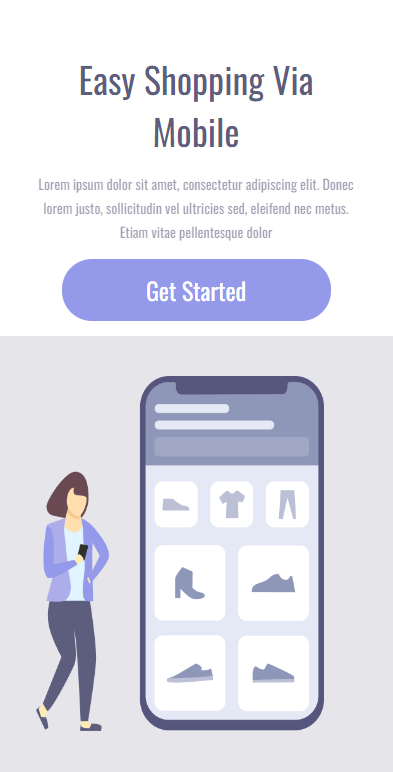 Easy Shopping Via
Mobile
Lorem ipsum dolor sit amet, consectetur adipiscing elit. Donec
lorem justo, sollicitudin vel ultricies sed, eleifend nec metus.
Etiam vitae pellentesque dolor
Get Started